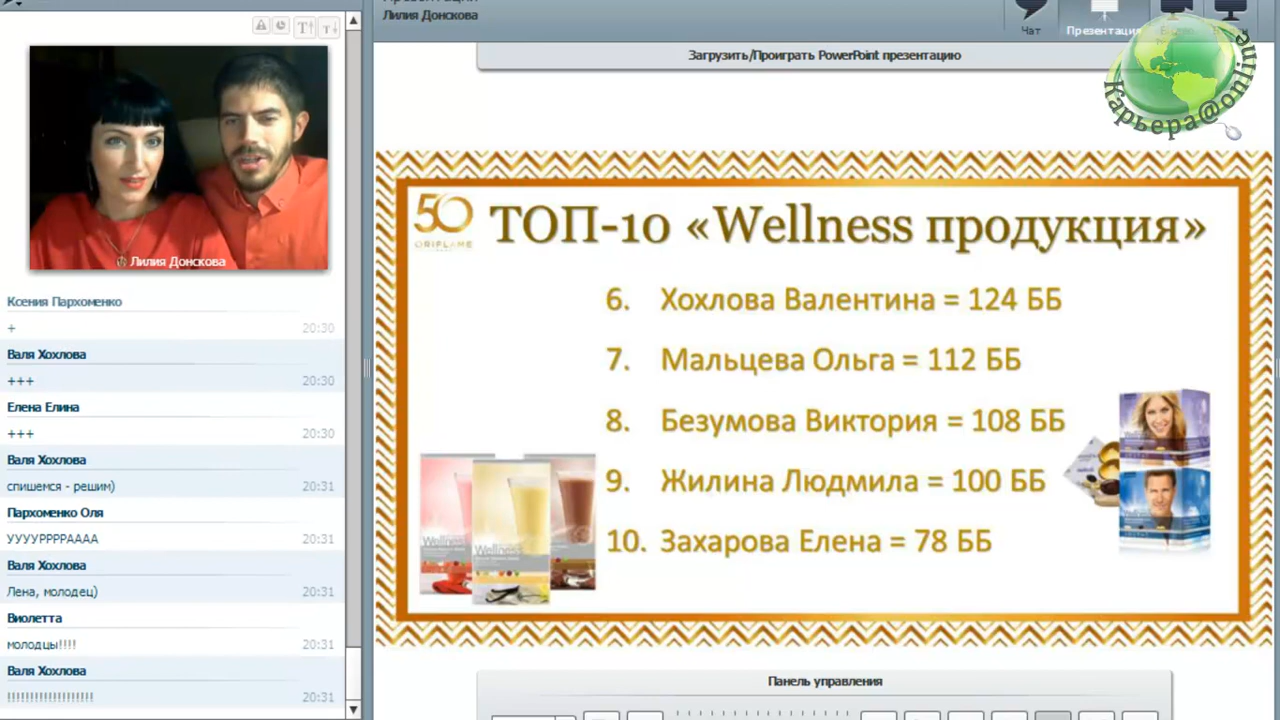 Лилия Донскова
Чат
Презентация
Загрузить/Проиграть PowerPoint презентацию
Карьера@online
Лилия Донскова
50
ORIFLAME
ТОП-10 «Wellness продукция»
6. Хохлова Валентина = 124 ББ
7. Мальцева Ольга = 112 ББ
8. Безумова Виктория = 108 ББ
9. Жилина Людмила = 100 ББ
10. Захарова Елена = 78 ББ
Wellness
Wellness
Ксения Пархоменко
+ 20:30
Валя Хохлова
+++ 20:30
Елена Елина
+++ 20:30
Валя Хохлова
спишемся - решим) 20:31
Пархоменко Оля
УУУУРРРРАААА 20:31
Валя Хохлова
Лена, молодец) 20:31
Виолетта
молодцы!!!! 20:31
Валя Хохлова
!!!!!!!!!!!!!!!!!!! 20:31
Панель управления